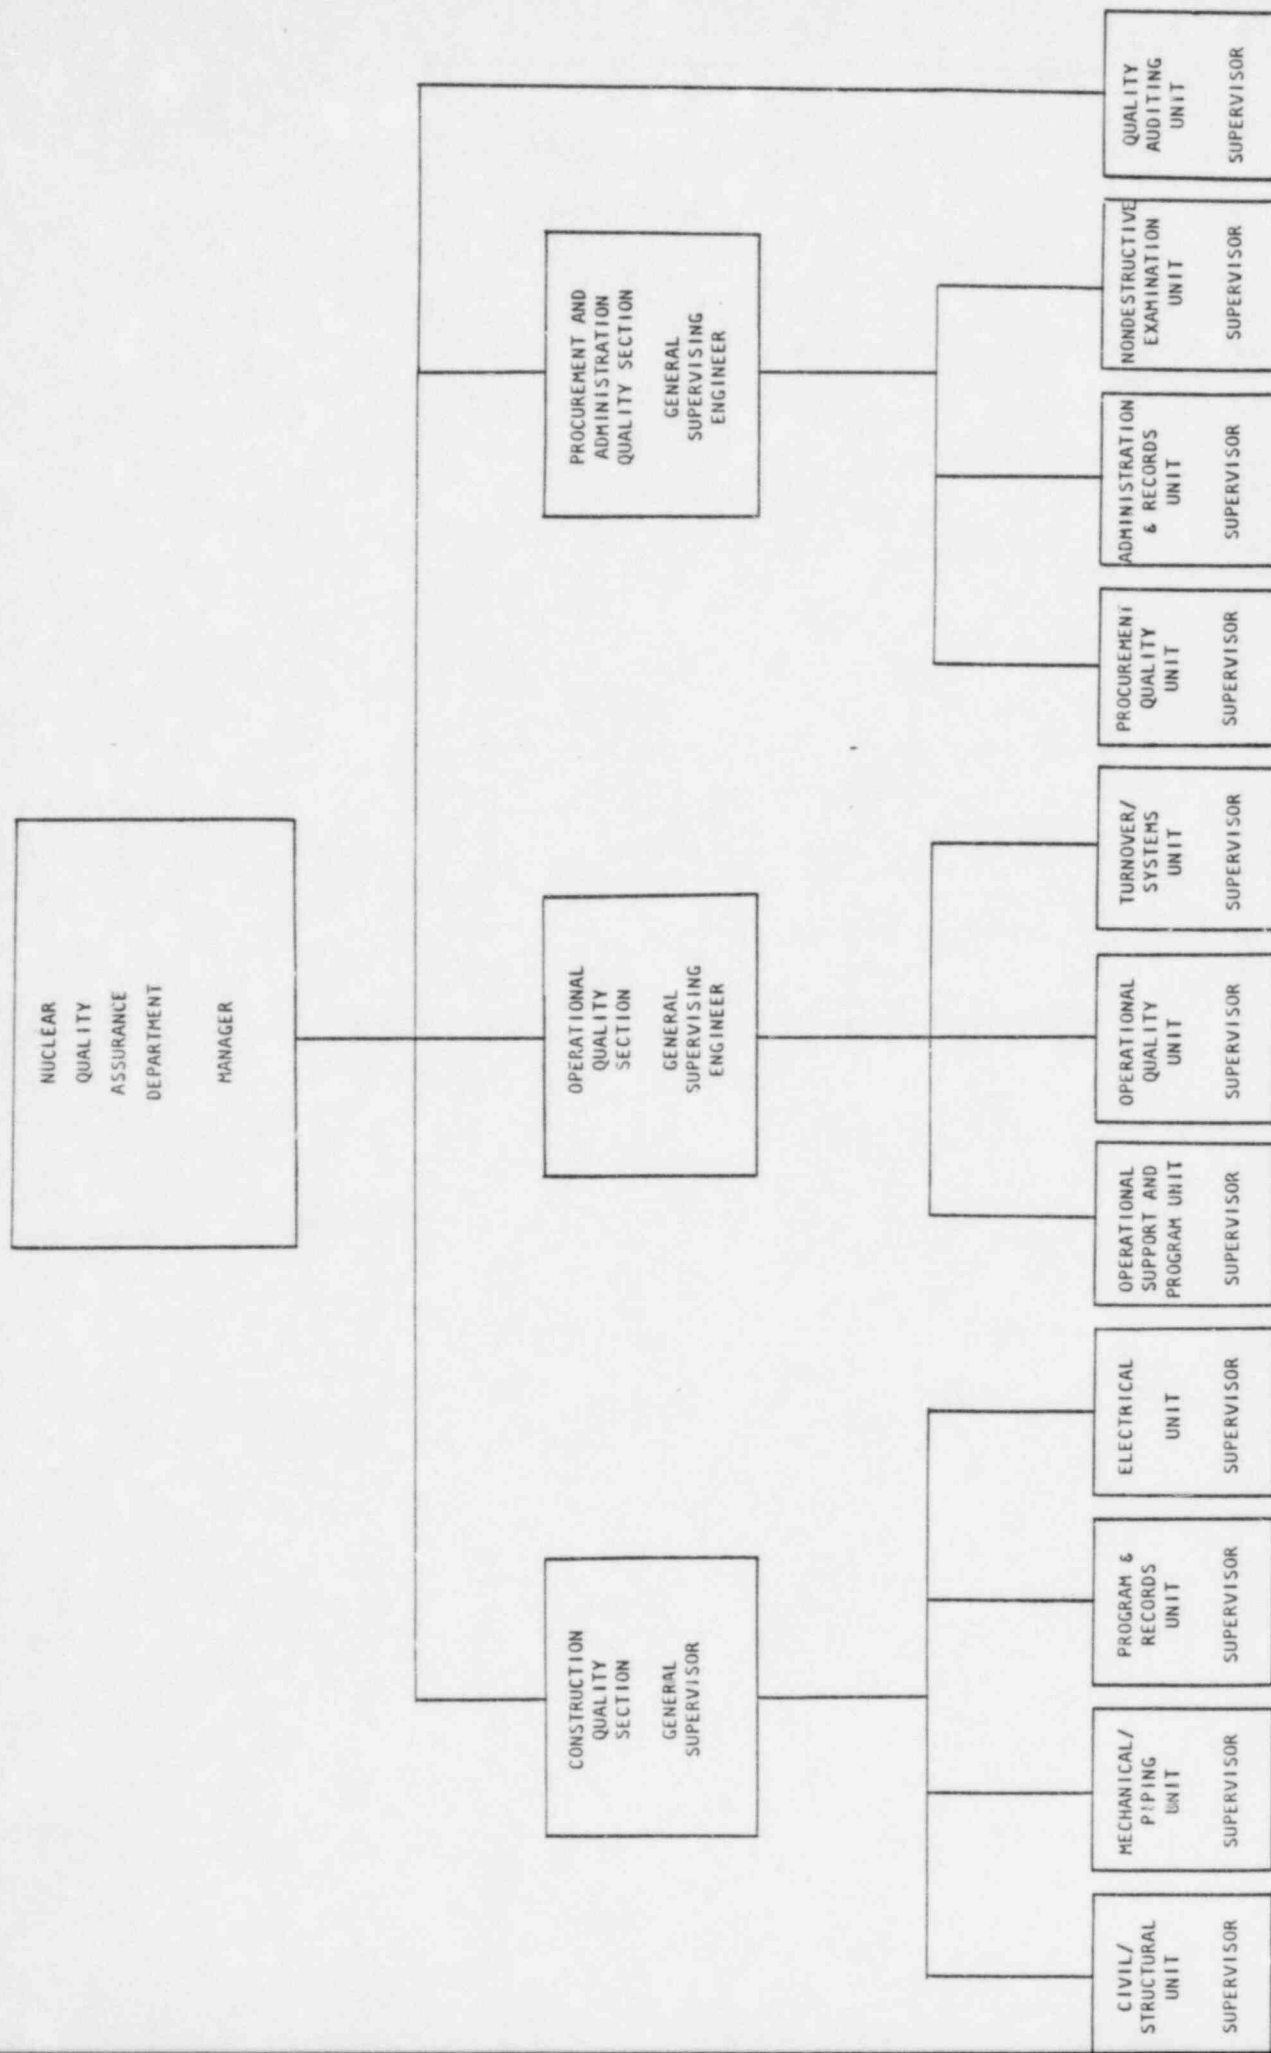 NUCLEAR
QUALITY
ASSURANCE
DEPARTMENT
MANAGER
CONSTRUCTION
QUALITY
SECTION
GENERAL
SUPERVISOR
OPERATIONAL
QUALITY
SECTION
GENERAL
SUPERVISING
ENGINEER
PROCUREMENT AND
ADMINISTRATION
QUALITY SECTION
GENERAL
SUPERVISING
ENGINEER
CIVIL/
STRUCTURAL
UNIT
SUPERVISOR
MECHANICAL/
PIPING
UNIT
SUPERVISOR
PROGRAM &
RECORDS
UNIT
SUPERVISOR
ELECTRICAL
UNIT
SUPERVISOR
OPERATIONAL
SUPPORT AND
PROGRAM UNIT
SUPERVISOR
OPERATIONAL
QUALITY
UNIT
SUPERVISOR
TURNOVER/
SYSTEMS
UNIT
SUPERVISOR
PROCUREMENT
QUALITY
UNIT
SUPERVISOR
ADMINISTRATION
& RECORDS
UNIT
SUPERVISOR
NONDESTRUCTIVE
EXAMINATION
UNIT
SUPERVISOR
QUALITY
AUDITING
UNIT
SUPERVISOR